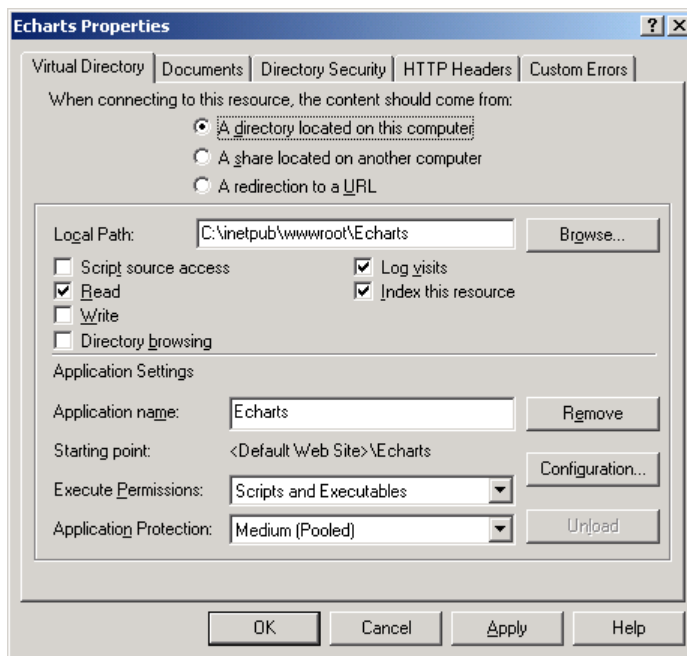 Echarts Properties
Virtual Directory Documents Directory Security HTTP Headers Custom Errors
When connecting to this resource, the content should come from:
A directory located on this computer
A share located on another computer
A redirection to a URL
Local Path: C:\inetpub\wwwroot\Echarts Browse...
Script source access Log visits
Read Index this resource
Write
Directory browsing
Application Settings
Application name: Echarts Remove
Starting point: <Default Web Site>\Echarts
Configuration...
Execute Permissions: Scripts and Executables
Application Protection: Medium (Pooled) Unload
OK Cancel Apply Help